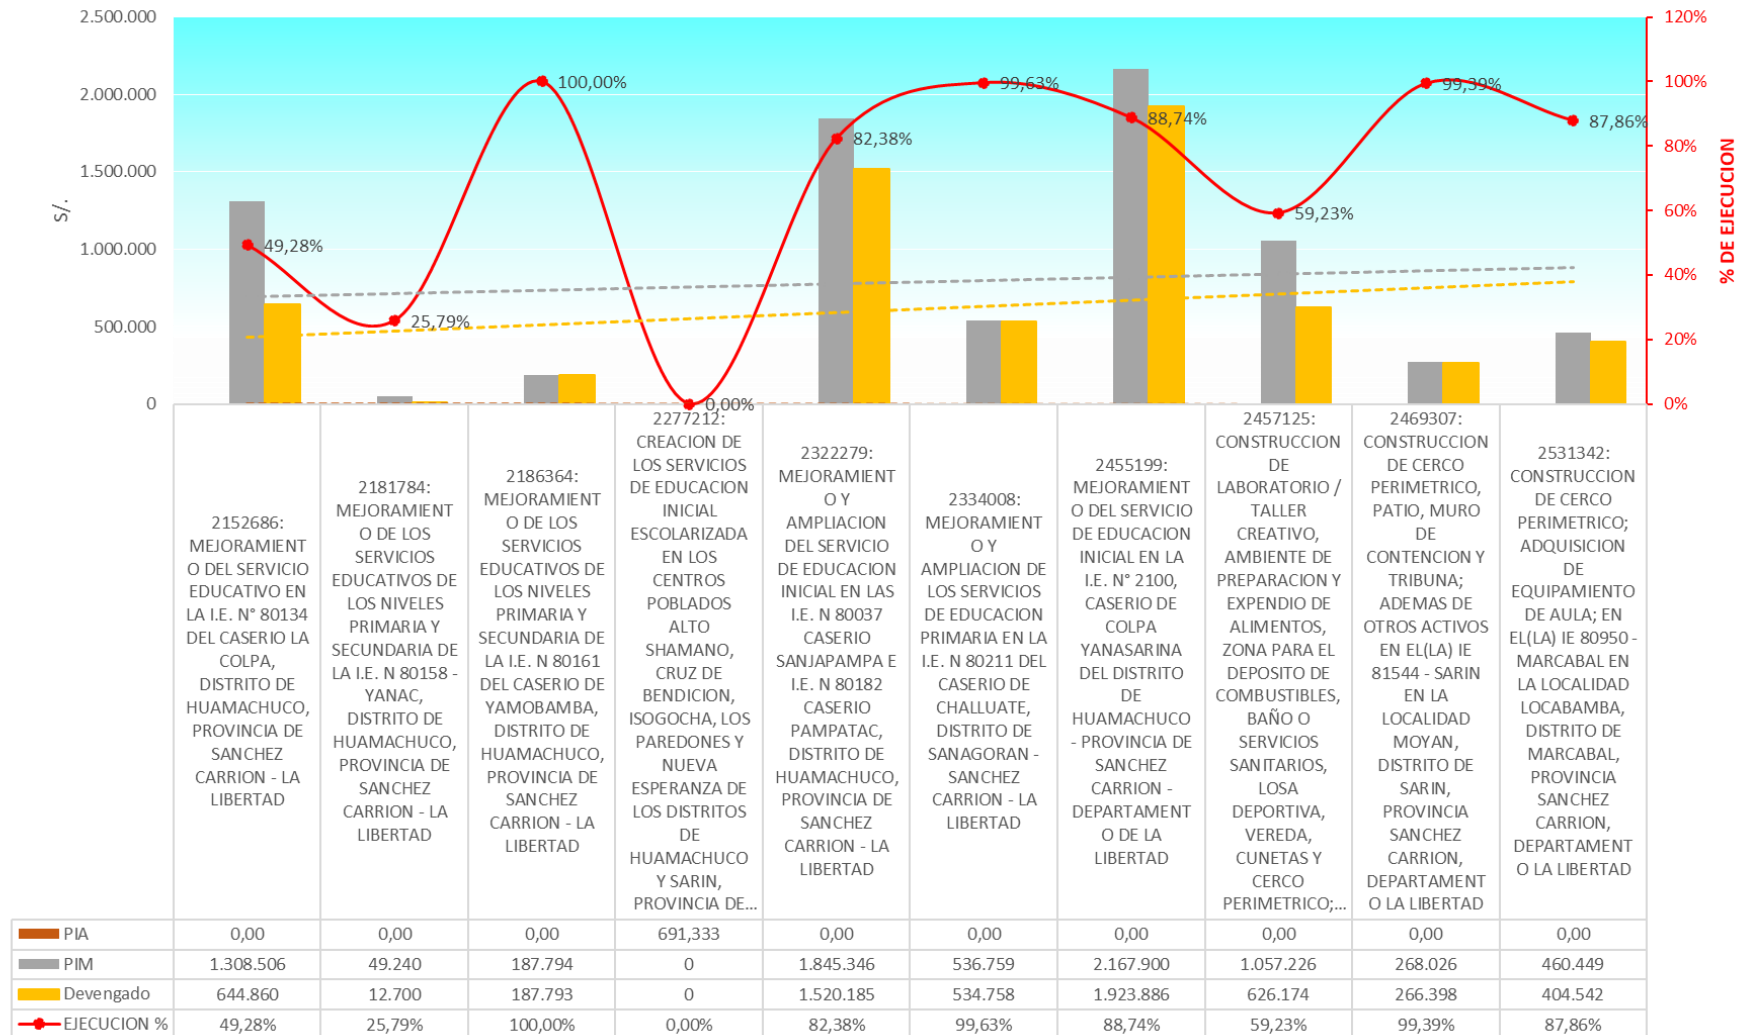 2.500.000
2.000.000
1.500.000
1.000.000
500.000
0
S/.
120%
100%
80%
60%
40%
20%
0%
% DE EJECUCION
49,28%
25,79%
100,00%
0,00%
82,38%
99,63%
88,74%
59,23%
99,39%
87,86%
2152686:
MEJORAMIENT
O DEL SERVICIO
EDUCATIVO EN
LA I.E. N° 80134
DEL CASERIO LA
COLPA,
DISTRITO DE
HUAMACHUCO,
PROVINCIA DE
SANCHEZ
CARRION - LA
LIBERTAD
2181784:
MEJORAMIENT
O DE LOS
SERVICIOS
EDUCATIVOS DE
LOS NIVELES
PRIMARIA Y
SECUNDARIA DE
LA I.E. N 80158 -
YANAC,
DISTRITO DE
HUAMACHUCO,
PROVINCIA DE
SANCHEZ
CARRION - LA
LIBERTAD
2186364:
MEJORAMIENT
O DE LOS
SERVICIOS
EDUCATIVOS DE
LOS NIVELES
PRIMARIA Y
SECUNDARIA DE
LA I.E. N 80161
DEL CASERIO DE
YAMOBAMBA,
DISTRITO DE
HUAMACHUCO,
PROVINCIA DE
SANCHEZ
CARRION - LA
LIBERTAD
2277212:
CREACION DE
LOS SERVICIOS
DE EDUCACION
INICIAL
ESCOLARIZADA
EN LOS
CENTROS
POBLADOS
ALTO
SHAMANO,
CRUZ DE
BENDICION,
ISOGOCHA, LOS
PAREDONES Y
NUEVA
ESPERANZA DE
LOS DISTRITOS
DE
HUAMACHUCO
Y SARIN,
PROVINCIA DE...
2322279:
MEJORAMIENT
O Y
AMPLIACION
DEL SERVICIO
DE EDUCACION
INICIAL EN LAS
I.E. N 80037
CASERIO
SANJAPAMPA E
I.E. N 80182
CASERIO
PAMPATAC,
DISTRITO DE
HUAMACHUCO,
PROVINCIA DE
SANCHEZ
CARRION - LA
LIBERTAD
2334008:
MEJORAMIENT
O Y
AMPLIACION DE
LOS SERVICIOS
DE EDUCACION
PRIMARIA EN LA
I.E. N 80211 DEL
CASERIO DE
CHALLUATE,
DISTRITO DE
SANAGORAN -
SANCHEZ
CARRION - LA
LIBERTAD
2455199:
MEJORAMIENT
O DEL SERVICIO
DE EDUCACION
INICIAL EN LA
I.E. N° 2100,
CASERIO DE
COLPA
YANASARINA
DEL DISTRITO
DE
HUAMACHUCO
- PROVINCIA DE
SANCHEZ
CARRION -
DEPARTAMENT
O DE LA
LIBERTAD
2457125:
CONSTRUCCION
DE
LABORATORIO /
TALLER
CREATIVO,
AMBIENTE DE
PREPARACION Y
EXPENDIO DE
ALIMENTOS,
ZONA PARA EL
DEPOSITO DE
COMBUSTIBLES,
BAÑO O
SERVICIOS
SANITARIOS,
LOSA
DEPORTIVA,
VEREDA,
CUNETAS Y
CERCO
PERIMETRICO;...
2469307:
CONSTRUCCION
DE CERCO
PERIMETRICO,
PATIO, MURO
DE
CONTENCION Y
TRIBUNA;
ADEMAS DE
OTROS ACTIVOS
EN EL(LA) IE
81544 - SARIN
EN LA
LOCALIDAD
MOYAN,
DISTRITO DE
SARIN,
PROVINCIA
SANCHEZ
CARRION,
DEPARTAMENT
O LA LIBERTAD
2531342:
CONSTRUCCION
DE CERCO
PERIMETRICO;
ADQUISICION
DE
EQUIPAMIENTO
DE AULA; EN
EL(LA) IE 80950 -
MARCABAL EN
LA LOCALIDAD
LOCABAMBA,
DISTRITO DE
MARCABAL,
PROVINCIA
SANCHEZ
CARRION,
DEPARTAMENT
O LA LIBERTAD
PIA 0,00 0,00 0,00 691,333 0,00 0,00 0,00 0,00 0,00 0,00
PIM 1.308.506 49.240 187.794 0 1.845.346 536.759 2.167.900 1.057.226 268.026 460.449
Devengado 644.860 12.700 187.793 0 1.520.185 534.758 1.923.886 626.174 266.398 404.542
EJECUCION % 49,28% 25,79% 100,00% 0,00% 82,38% 99,63% 88,74% 59,23% 99,39% 87,86%